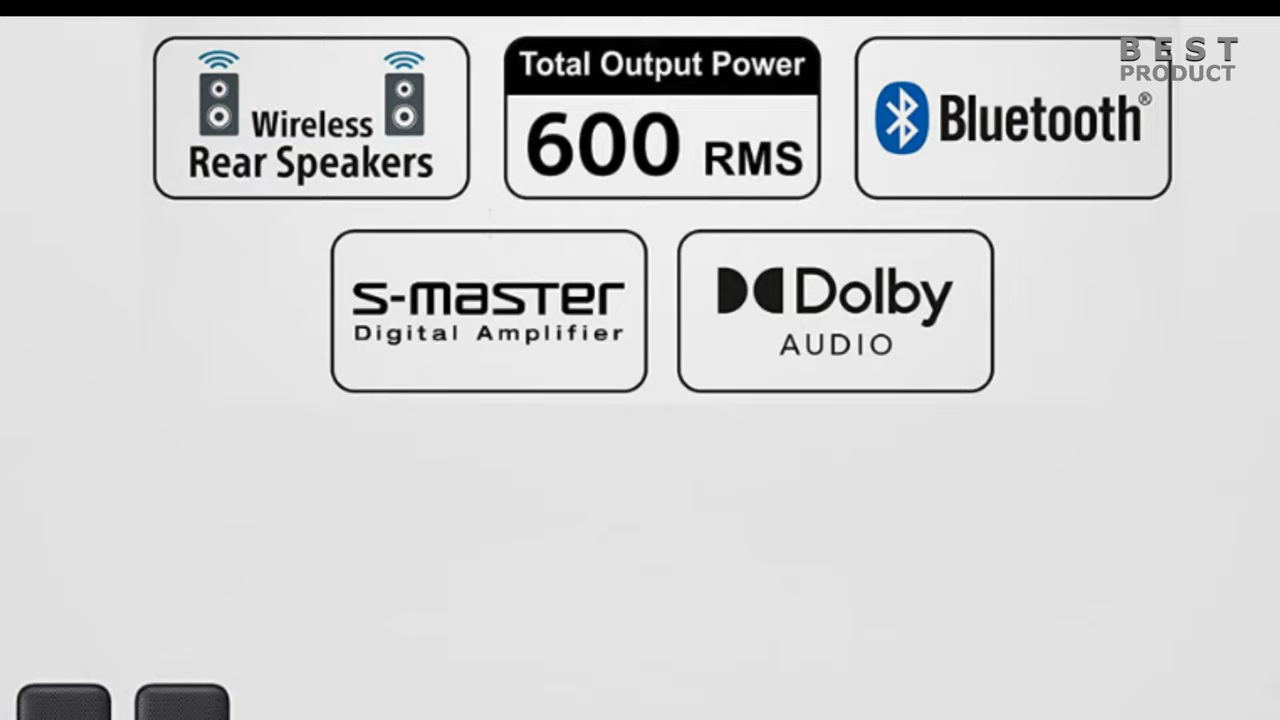 BEST
PRODUCT
Wireless
Rear Speakers
Total Output Power
600 RMS
Bluetooth®
S-master
Digital Amplifier
Dolby
AUDIO